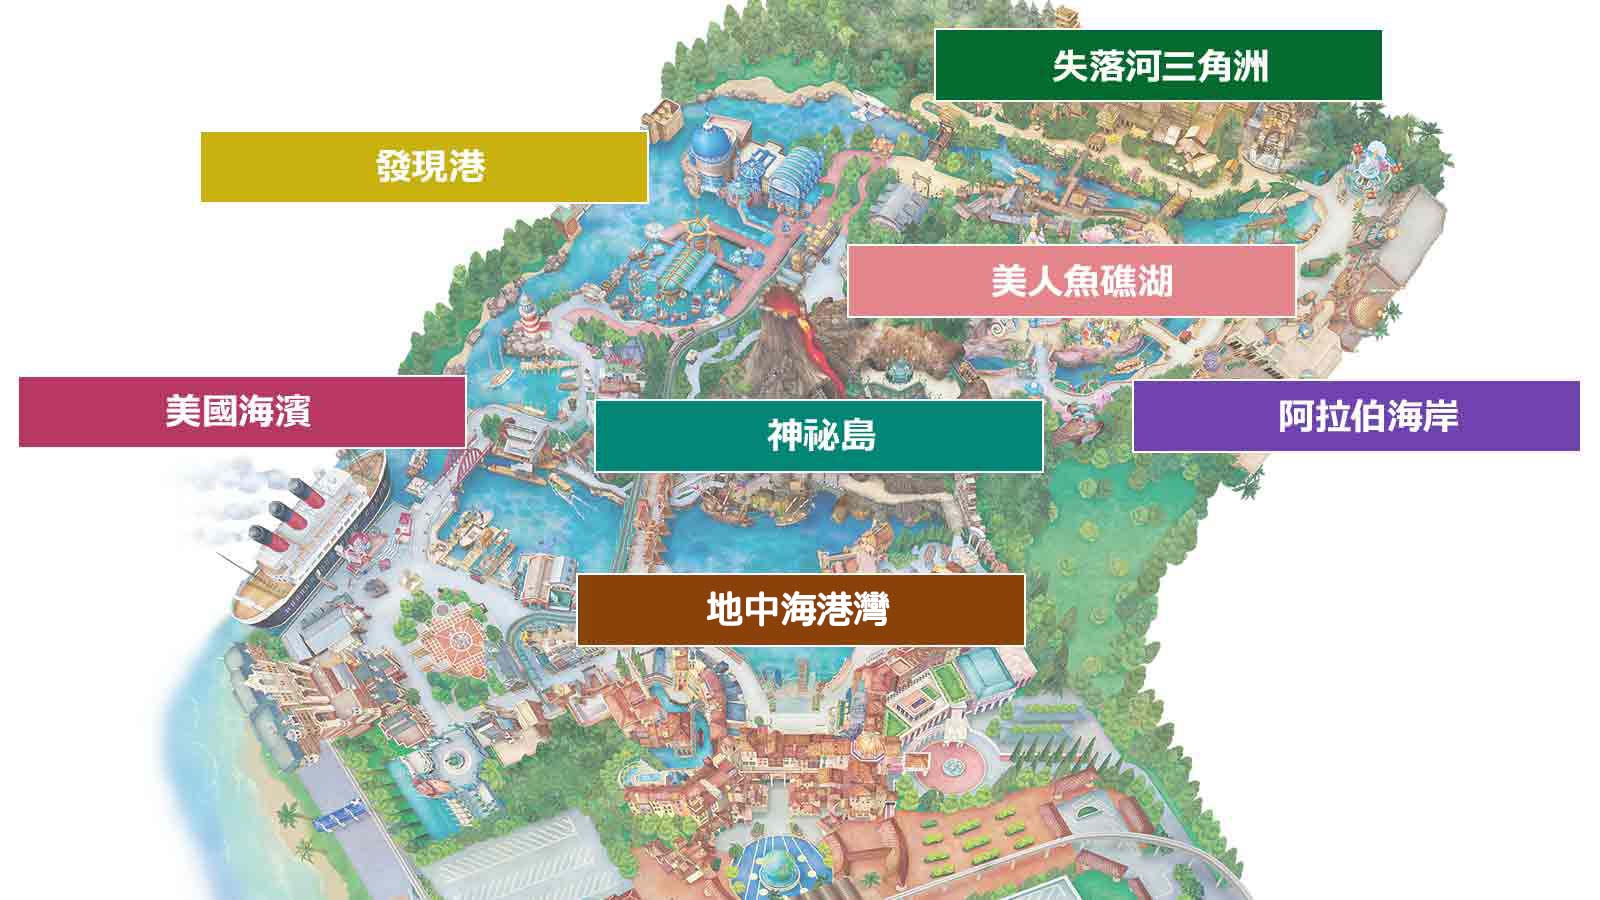 失落河三角洲
發現港
美人魚礁湖
美國海濱
神祕島
阿拉伯海岸
地中海港灣